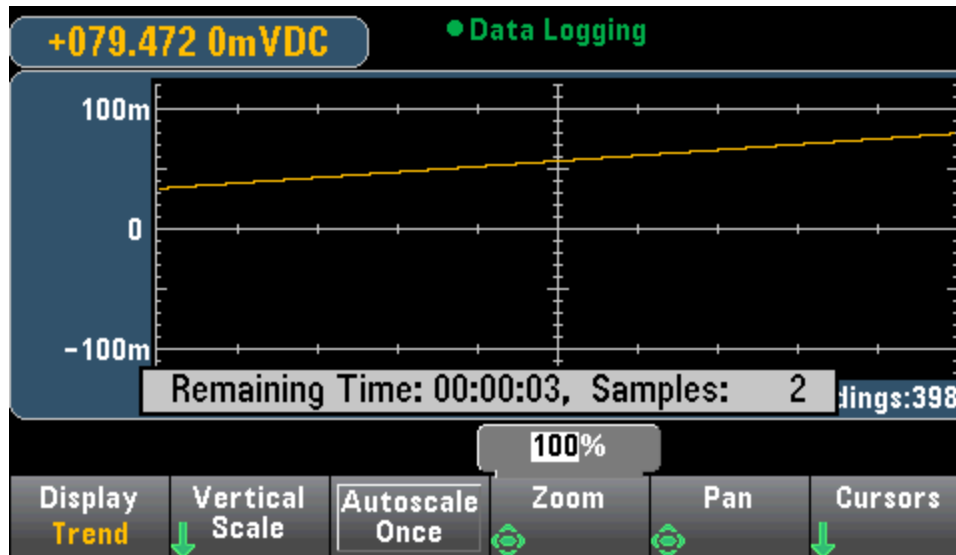 +079.472 0mVDC
Data Logging
100m
0
-100m
Remaining Time: 00:00:03, Samples: 2
dings:398
100%
Display
Trend
Vertical
Scale
Autoscale
Once
Zoom
Pan
Cursors